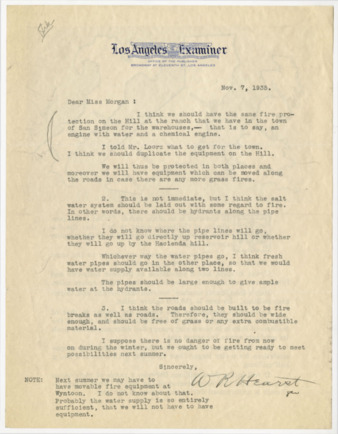 Los Angeles Examiner
OFFICE OF THE PUBLISHER
BROADWAY AT ELEVENTH ST., LOS ANGELES
Nov. 7, 1935.
Dear Miss Morgan :
I think we should have the same fire pro-
tection on the Hill at the ranch that we have in the town
of San Simeon for the warehouses,— that is to say, an
engine with water and a chemical engine.
I told Mr. Loorz what to get for the town.
I think we should duplicate the equipment on the Hill.
We will thus be protected in both places and
moreover we will have equipment which can be moved along
the roads in case there are any more grass fires.
2. This is not immediate, but I think the salt
water system should be laid out with some regard to fire.
In other words, there should be hydrants along the pipe
lines.
I do not know where the pipe lines will go,
whether they will go directly up reservoir hill or whether
they will go up by the Hacienda hill.
Whichever way the water pipes go, I think fresh
water pipes should go in the other place, so that we would
have water supply available along two lines.
The pipes should be large enough to give ample
water at the hydrants.
3. I think the roads should be built to be fire
breaks as well as roads. Therefore, they should be wide
enough, and should be free of grass or any extra combustible
material.
I suppose there is no danger of fire from now
on during the winter, but we ought to be getting ready to meet
possibilities next summer.
Sincerely,
W R Hearst
NOTE: Next summer we may have to
have movable fire equipment at
Wyntoon. I do not know about that.
Probably the water supply is so entirely
sufficient, that we will not have to have
equipment.